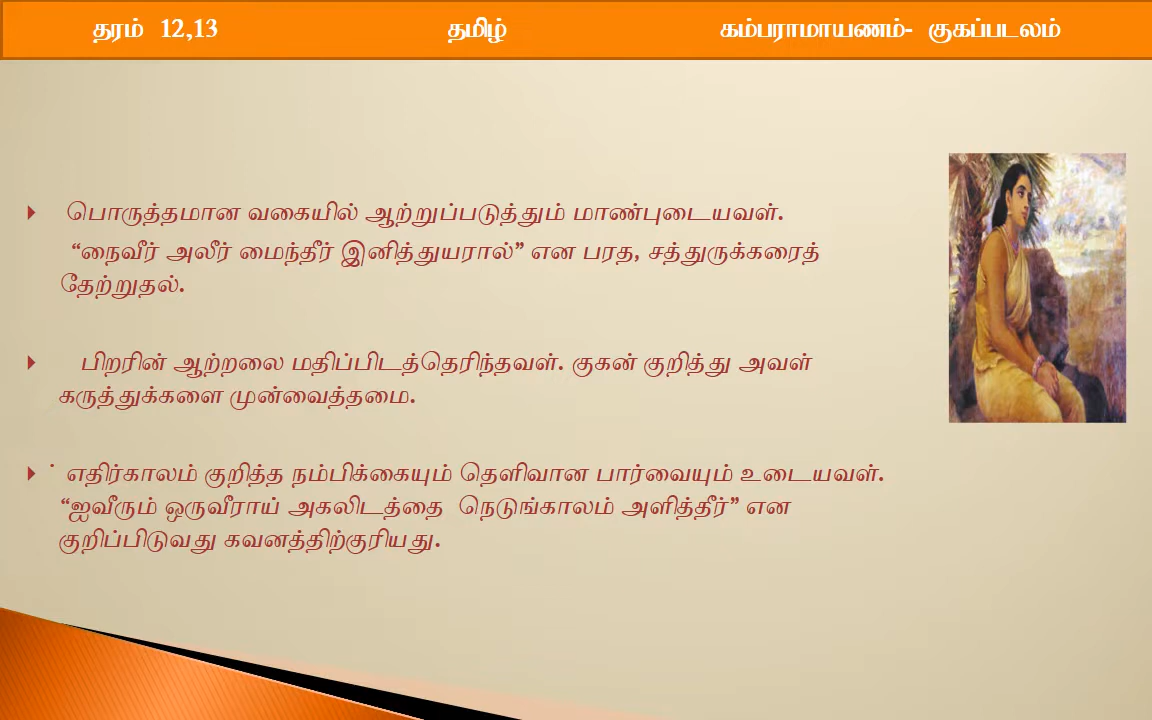 தரம் 12,13 தமிழ் கம்பராமாயணம்- குகப்படலம்
பொருத்தமான வகையில் ஆற்றுப்படுத்தும் மாண்புடையவள்.
“நைவீர் அலீர் மைந்தீர் இனித்துயரால்” என பரத, சத்துருக்கரைத்
தேற்றுதல்.
பிறரின் ஆற்றலை மதிப்பிடத்தெரிந்தவள். குகன் குறித்து அவள்
கருத்துக்களை முன்வைத்தமை.
எதிர்காலம் குறித்த நம்பிக்கையும் தெளிவான பார்வையும் உடையவள்.
“ஐவீரும் ஒருவீராய் அகலிடத்தை நெடுங்காலம் அளித்தீர்” என
குறிப்பிடுவது கவனத்திற்குரியது.